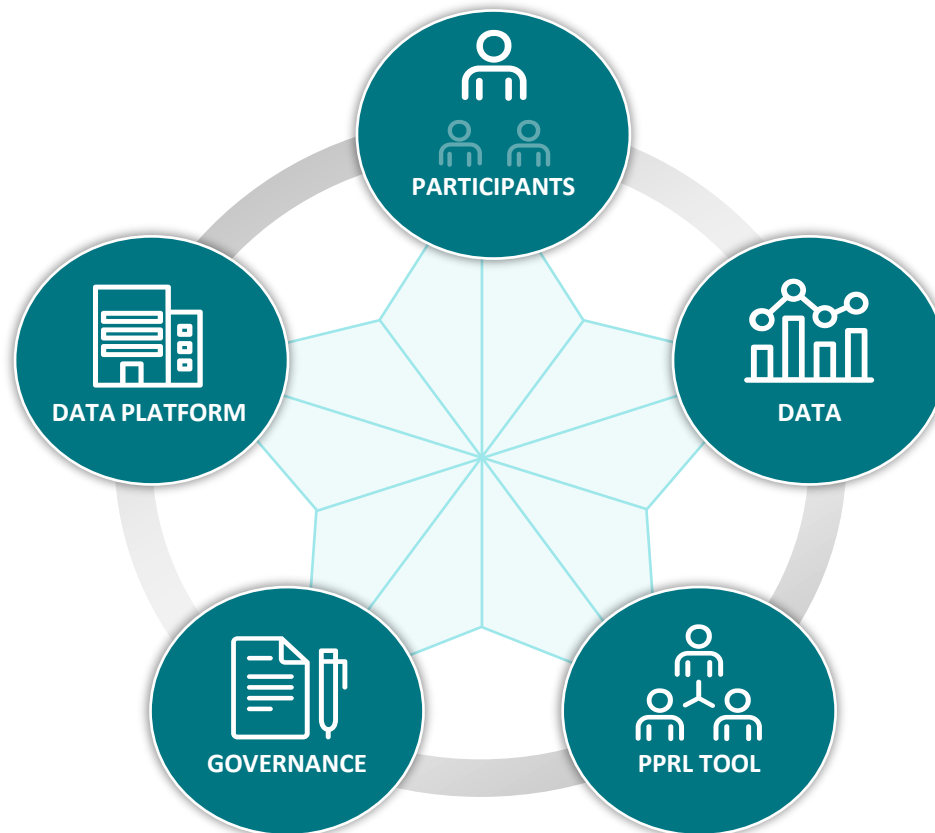 PARTICIPANTS
DATA PLATFORM
DATA
GOVERNANCE
PPRL TOOL